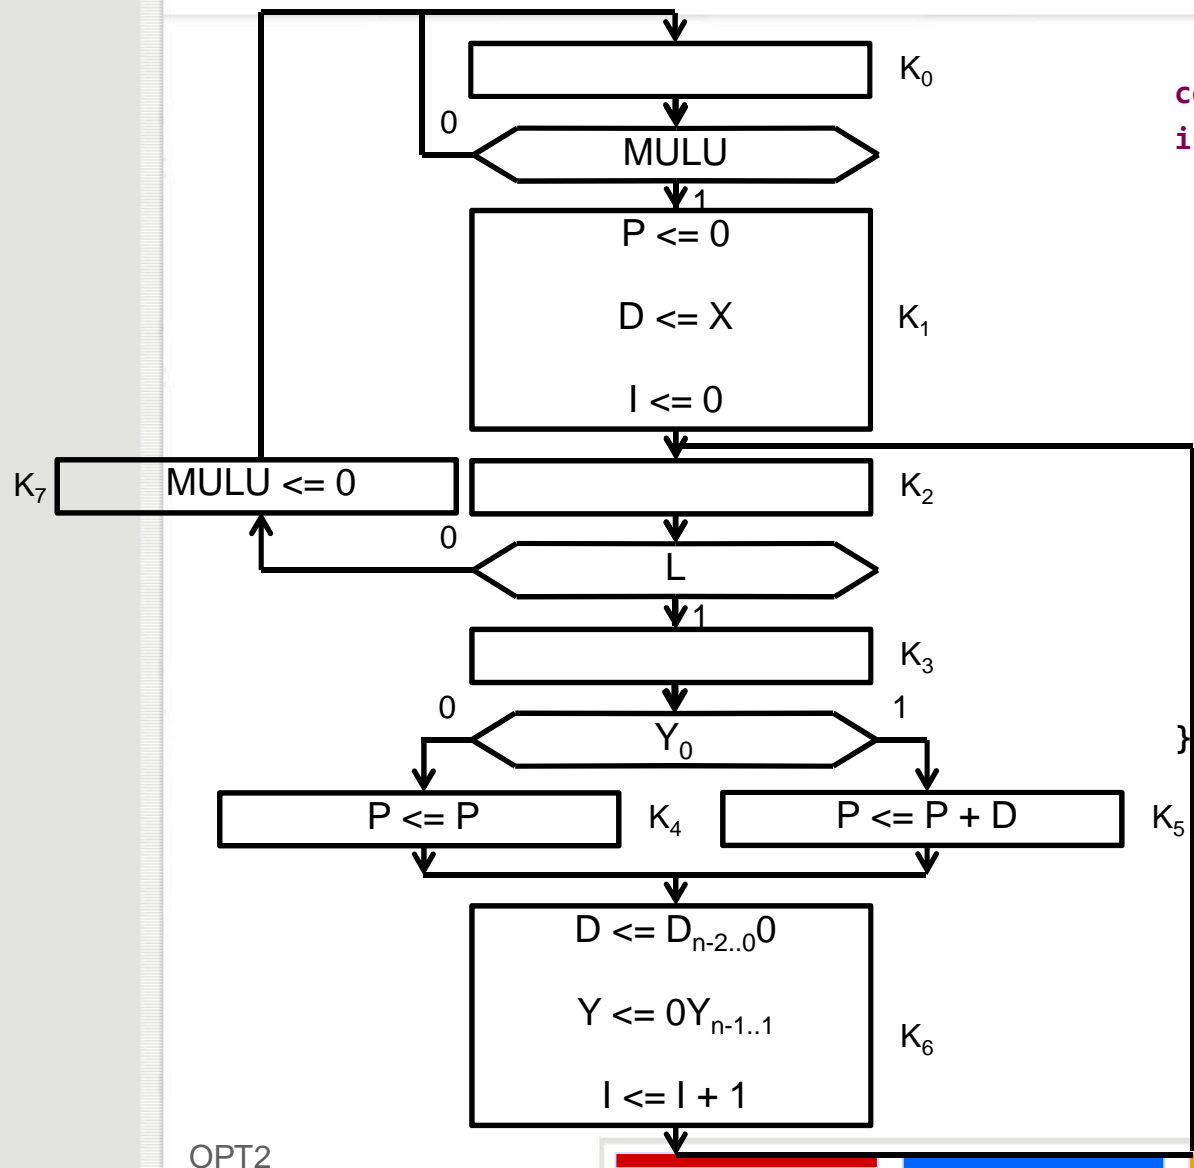 K₀
0
MULU
1
P <= 0
D <= X
K₁
I <= 0
K₇
MULU <= 0
K₂
0
L
1
K₃
0
1
Y₀
P <= P
K₄
P <= P + D
K₅
}
D <= Dₙ₋₂..₀0
Y <= 0Yₙ₋₁..₁
K₆
I <= I + 1
OPT2